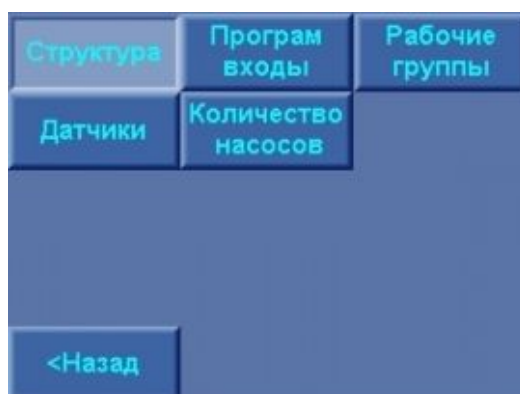 Структура
Програм
входы
Рабочие
группы
Датчики
Количество
насосов
<Назад